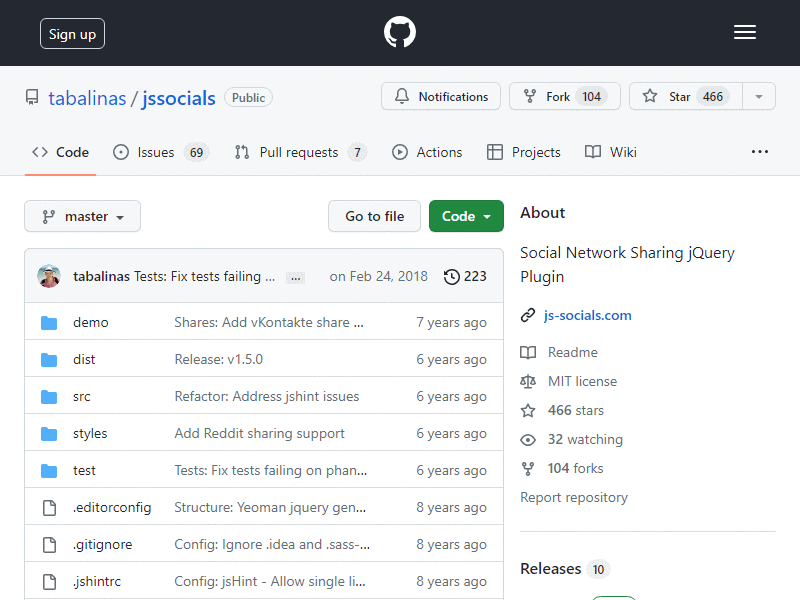 Sign up
tabalinas / jssocials Public
Notifications
Fork 104
Star 466
Code
Issues 69
Pull requests 7
Actions
Projects
Wiki
master
Go to file
Code
tabalinas Tests: Fix tests failing ... ... on Feb 24, 2018 223
demo Shares: Add vKontakte share ... 7 years ago
dist Release: v1.5.0 6 years ago
src Refactor: Address jshint issues 6 years ago
styles Add Reddit sharing support 6 years ago
test Tests: Fix tests failing on phan... 6 years ago
.editorconfig Structure: Yeoman jquery gen... 8 years ago
.gitignore Config: Ignore .idea and .sass-... 8 years ago
.jshintrc Config: jsHint - Allow single li... 8 years ago
About
Social Network Sharing jQuery
Plugin
js-socials.com
Readme
MIT license
466 stars
32 watching
104 forks
Report repository
Releases 10